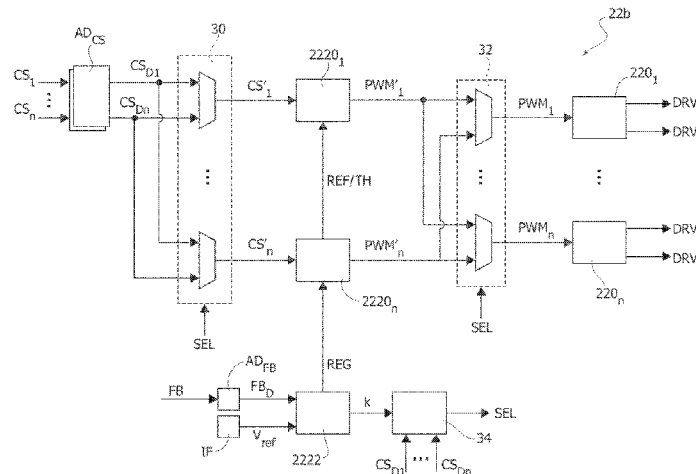 22b
30
AD_CS
2220_1
32
220_1
CS_1
CS_D1
CS'_1
PWM'_1
PWM_1
DRV
⋮
CS_n
CS_Dn
DRV
...
REF/TH
...
...
CS'_n
PWM'_n
PWM_n
DRV
DRV
2220_n
220_n
SEL
SEL
REG
AD_FB
FB
FB_D
k
SEL
IF
V_ref
2222
34
CS_D1
...
CS_Dn